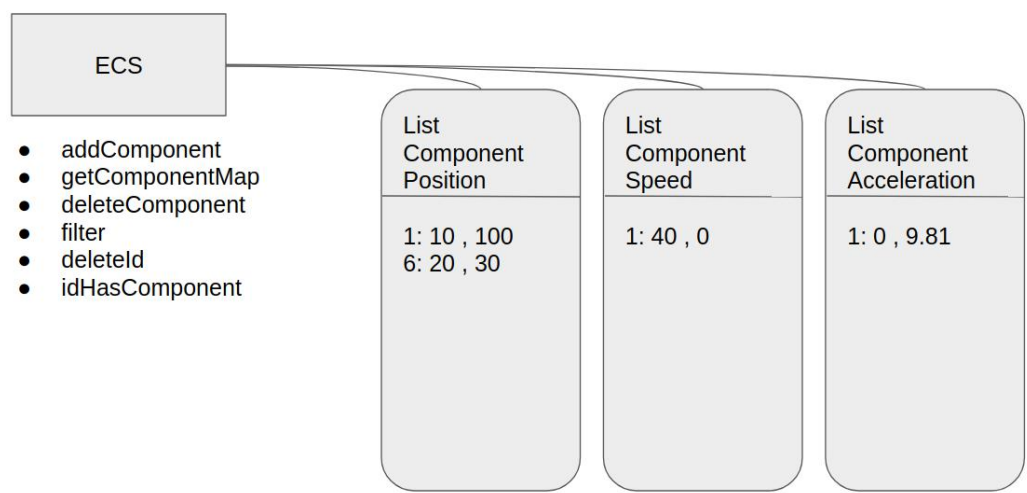 ECS
● addComponent
● getComponentMap
● deleteComponent
● filter
● deleteId
● idHasComponent
List
Component
Position
1: 10 , 100
6: 20 , 30
List
Component
Speed
1: 40 , 0
List
Component
Acceleration
1: 0 , 9.81